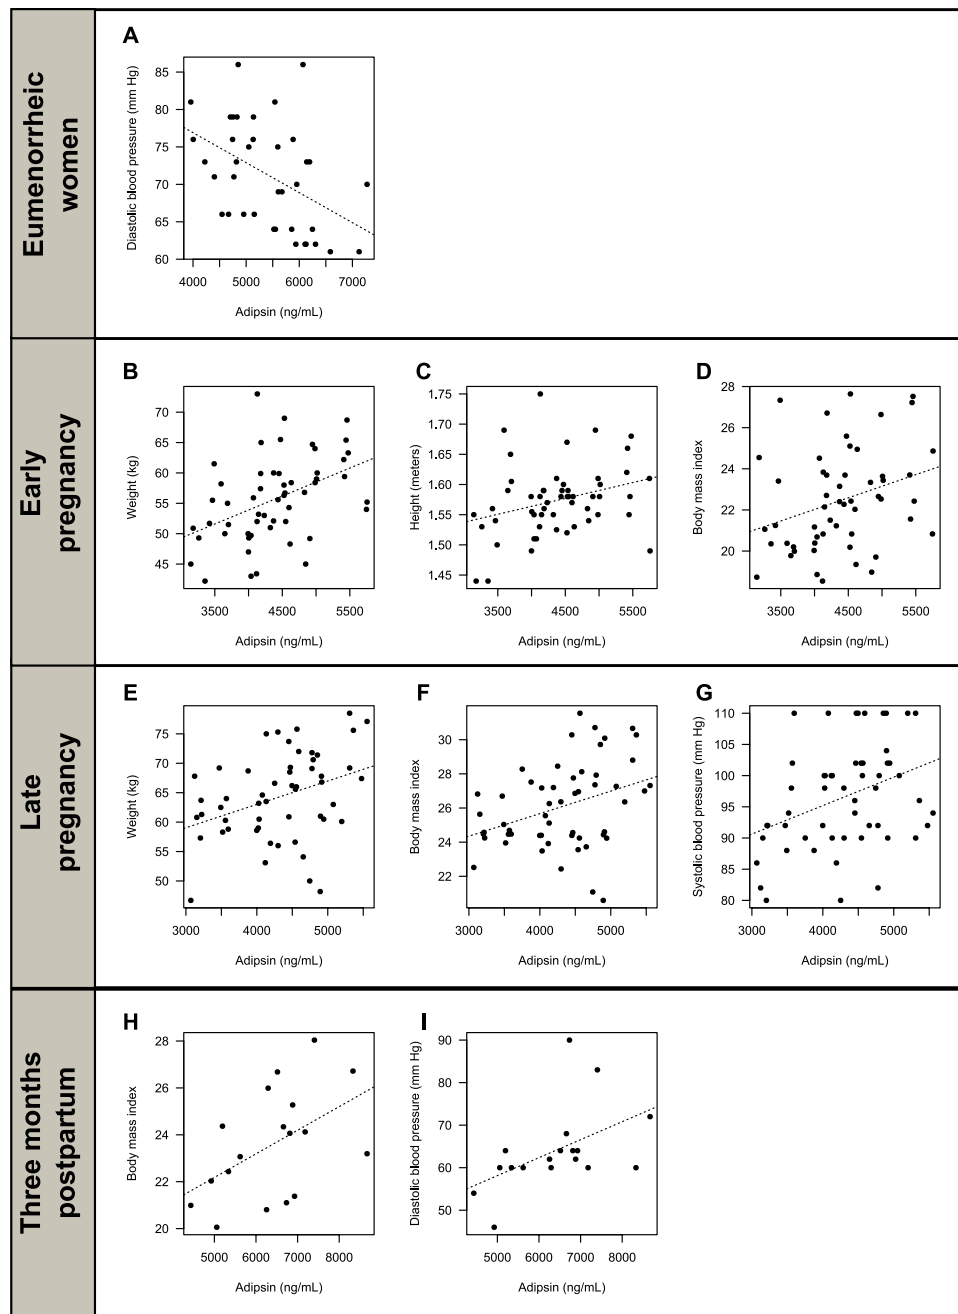 Eumenorrheic
women
A
Diastolic blood pressure (mm Hg)
85
80
75
70
65
60
4000 5000 6000 7000
Adipsin (ng/mL)
Early
pregnancy
B
Weight (kg)
70
65
60
55
50
45
3500 4500 5500
Adipsin (ng/mL)
C
Height (meters)
1.75
1.70
1.65
1.60
1.55
1.50
1.45
3500 4500 5500
Adipsin (ng/mL)
D
Body mass index
28
26
24
22
20
3500 4500 5500
Adipsin (ng/mL)
Late
pregnancy
E
Weight (kg)
75
70
65
60
55
50
3000 4000 5000
Adipsin (ng/mL)
F
Body mass index
30
28
26
24
22
3000 4000 5000
Adipsin (ng/mL)
G
Systolic blood pressure (mm Hg)
110
105
100
95
90
85
80
3000 4000 5000
Adipsin (ng/mL)
Three months
postpartum
H
Body mass index
28
26
24
22
20
5000 6000 7000 8000
Adipsin (ng/mL)
I
Diastolic blood pressure (mm Hg)
90
80
70
60
50
5000 6000 7000 8000
Adipsin (ng/mL)